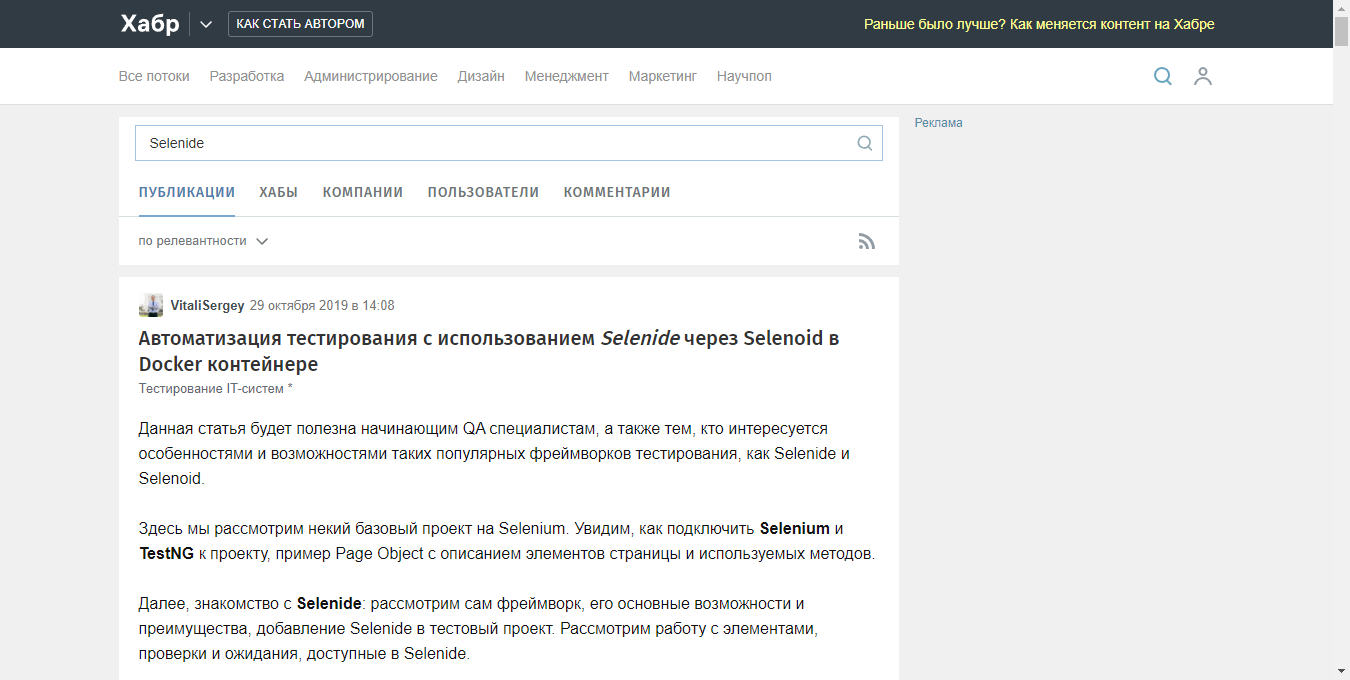 Хабр
КАК СТАТЬ АВТОРОМ
Раньше было лучше? Как меняется контент на Хабре
Все потоки Разработка Администрирование Дизайн Менеджмент Маркетинг Научпоп
Реклама
Selenide
ПУБЛИКАЦИИ ХАБЫ КОМПАНИИ ПОЛЬЗОВАТЕЛИ КОММЕНТАРИИ
по релевантности
VitaliSergey 29 октября 2019 в 14:08
Автоматизация тестирования с использованием Selenide через Selenoid в
Docker контейнере
Тестирование IT-систем *
Данная статья будет полезна начинающим QA специалистам, а также тем, кто интересуется
особенностями и возможностями таких популярных фреймворков тестирования, как Selenide и
Selenoid.
Здесь мы рассмотрим некий базовый проект на Selenium. Увидим, как подключить Selenium и
TestNG к проекту, пример Page Object с описанием элементов страницы и используемых методов.
Далее, знакомство с Selenide: рассмотрим сам фреймворк, его основные возможности и
преимущества, добавление Selenide в тестовый проект. Рассмотрим работу с элементами,
проверки и ожидания, доступные в Selenide.